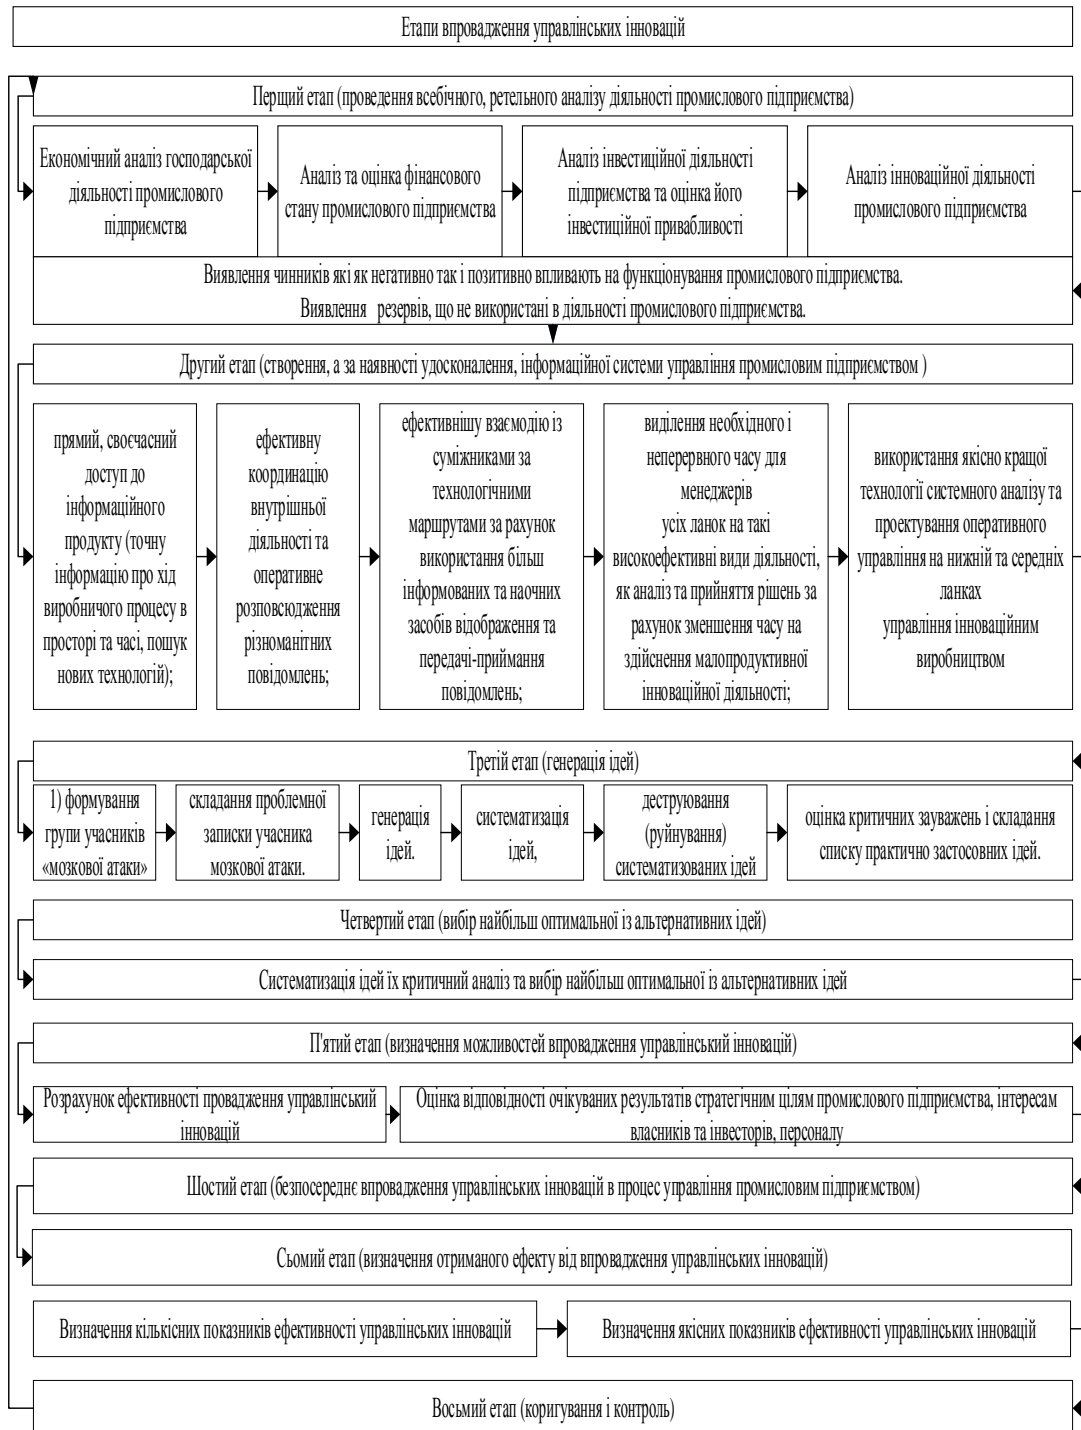 Етапи впровадження управлінських інновацій
Перщий етап (проведення всебічного, ретельного аналізу діяльності промислового підприємства)
Економічний аналіз господарської
діяльності промислового
підприємства
Аналіз та оцінка фінансового
стану промислового підприємства
Аналіз інвестиційної діяльності
підприємства та оцінка його
інвестиційної привабливості
Аналіз інноваційної діяльності
промислового підприємства
Виявлення чинників які як негативно так і позитивно впливають на функціонування промислового підприємства.
Виявлення резервів, що не використані в діяльності промислового підприємства.
Другий етап (створення, а за наявності удосконалення, інформаційної системи управління промисловим підприємством )
прямий, своєчасний
доступ до
інформаційного
продукту (точну
інформацію про хід
виробничого процесу в
просторі та часі, пошук
нових технологій);
ефективну
координацію
внутрішньої
діяльності та
оперативне
розповсюдження
різноманітних
повідомлень;
ефективнішу взаємодію із
суміжниками за
технологічними
маршрутами за рахунок
використання більш
інформованих та наочних
засобів відображення та
передачі-приймання
повідомлень;
виділення необхідного і
неперервного часу для
менеджерів
усіх ланок на такі
високоефективні види діяльності,
як аналіз та прийняття рішень за
рахунок зменшення часу на
здійснення малопродуктивної
інноваційної діяльності;
використання якісно кращої
технології системного аналізу та
проектування оперативного
управління на нижній та середніх
ланках
управління інноваційним
виробництвом
Третій етап (генерація ідей)
1) формування
групи учасників
«мозкової атаки»
складання проблемної
записки учасника
мозкової атаки.
генерація
ідей.
систематизація
ідей,
деструювання
(руйнування)
систематизованих ідей
оцінка критичних зауважень і складання
списку практично застосовних ідей.
Четвертий етап (вибір найбільш оптимальної із альтернативних ідей)
Систематизація ідей їх критичний аналіз та вибір найбільш оптимальної із альтернативних ідей
П'ятий етап (визначення можливостей впровадження управлінський інновацій)
Розрахунок ефективності провадження управлінський
інновацій
Оцінка відповідності очікуваних результатів стратегічним цілям промислового підприємства, інтересам
власників та інвесторів, персоналу
Шостий етап (безпосереднє впровадження управлінських інновацій в процес управління промисловим підприємством)
Сьомий етап (визначення отриманого ефекту від впровадження управлінських інновацій)
Визначення кількісних показників ефективності управлінських інновацій
Визначення якісних показників ефективності управлінських інновацій
Восьмий етап (коригування і контроль)